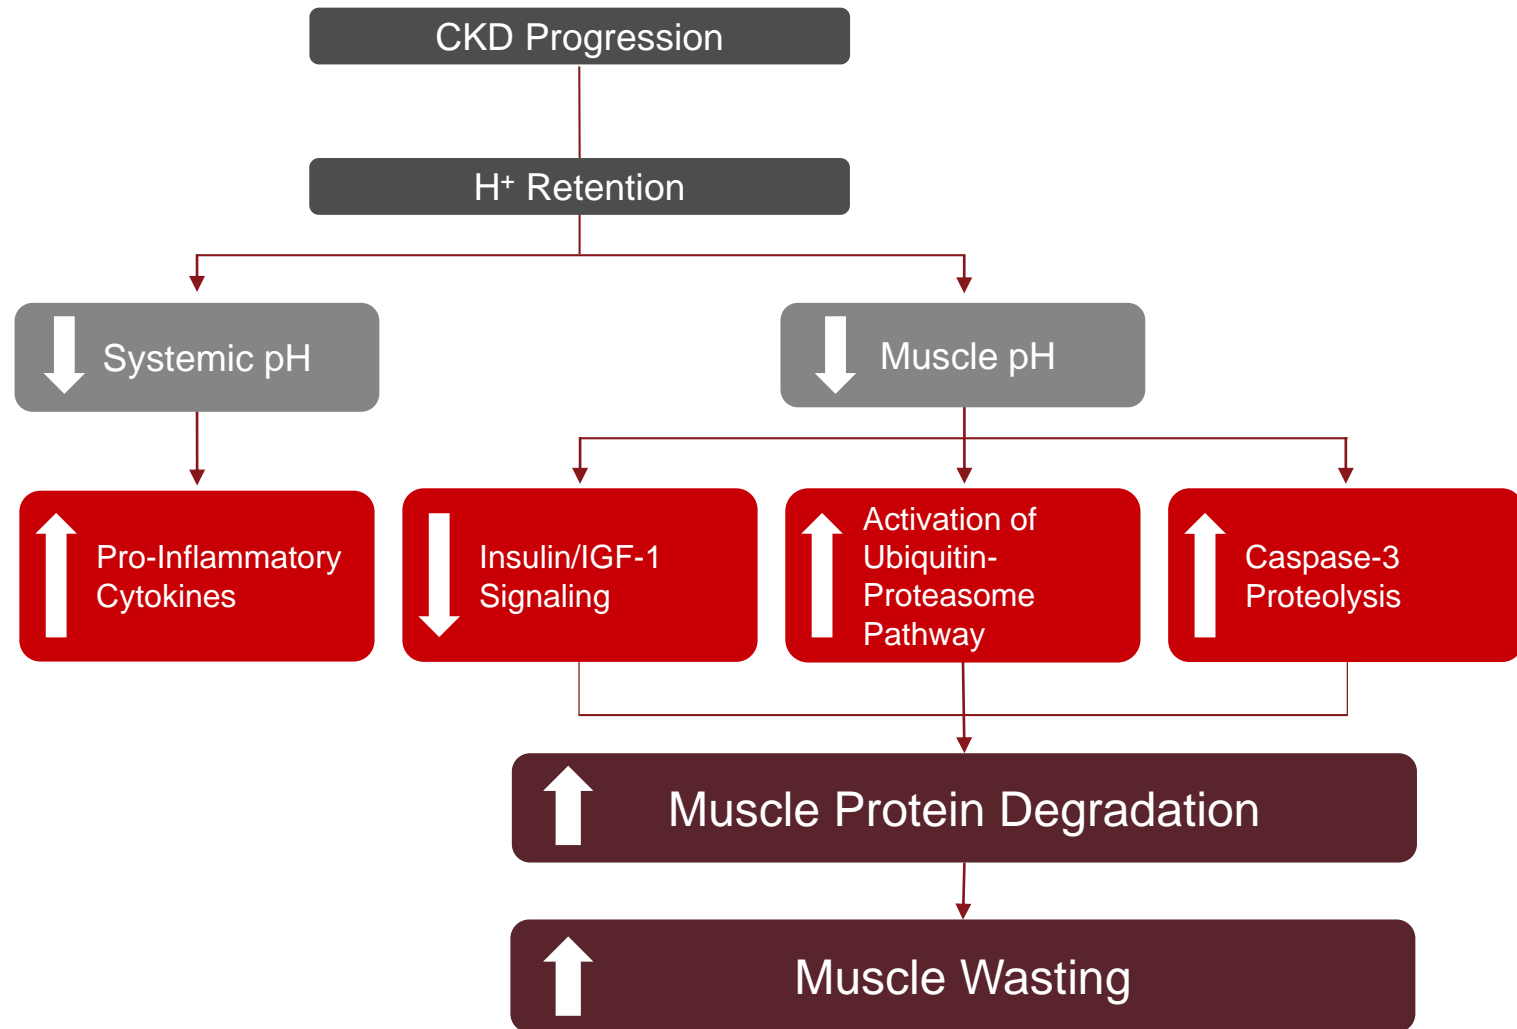 CKD Progression
H⁺ Retention
Systemic pH
Muscle pH
Pro-Inflammatory
Cytokines
Insulin/IGF-1
Signaling
Activation of
Ubiquitin-
Proteasome
Pathway
Caspase-3
Proteolysis
Muscle Protein Degradation
Muscle Wasting